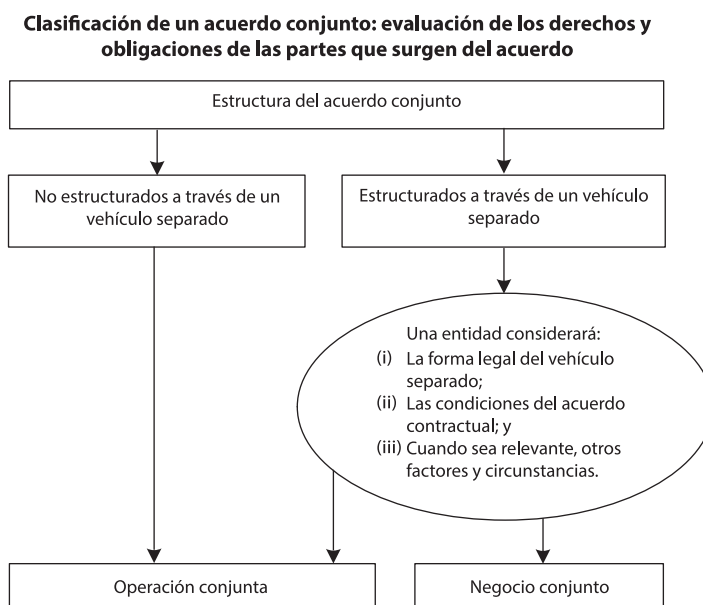 Clasificación de un acuerdo conjunto: evaluación de los derechos y
obligaciones de las partes que surgen del acuerdo
Estructura del acuerdo conjunto
No estructurados a través de un
vehículo separado
Estructurados a través de un vehículo
separado
Una entidad considerará:
(i) La forma legal del vehículo
separado;
(ii) Las condiciones del acuerdo
contractual; y
(iii) Cuando sea relevante, otros
factores y circunstancias.
Operación conjunta
Negocio conjunto